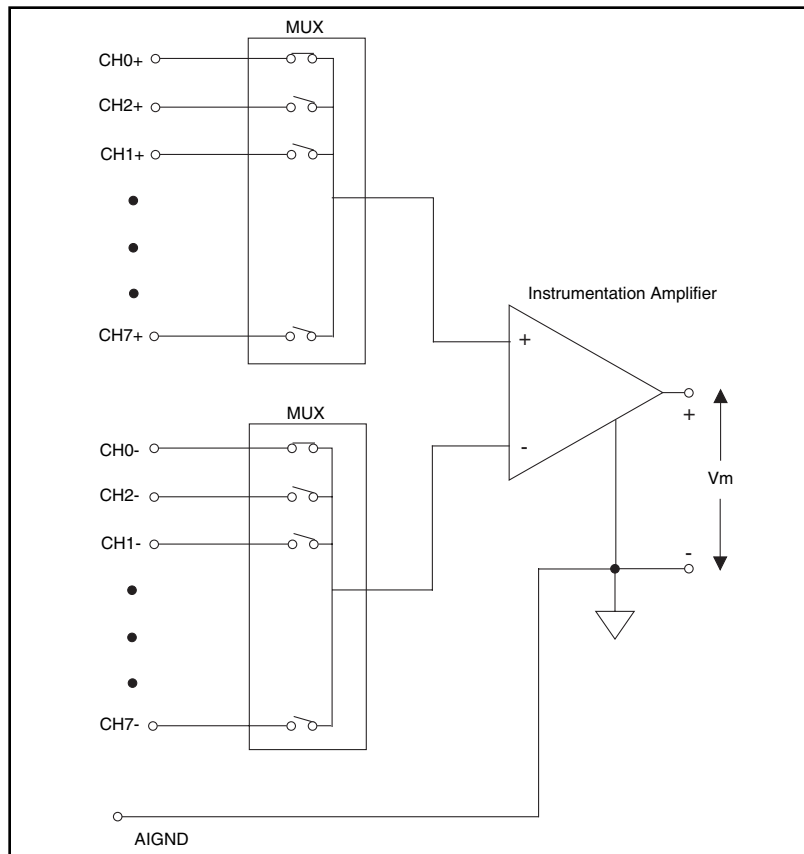 MUX
CH0+
CH2+
CH1+
CH7+
Instrumentation Amplifier
+
-
+
Vm
-
MUX
CH0-
CH2-
CH1-
CH7-
AIGND